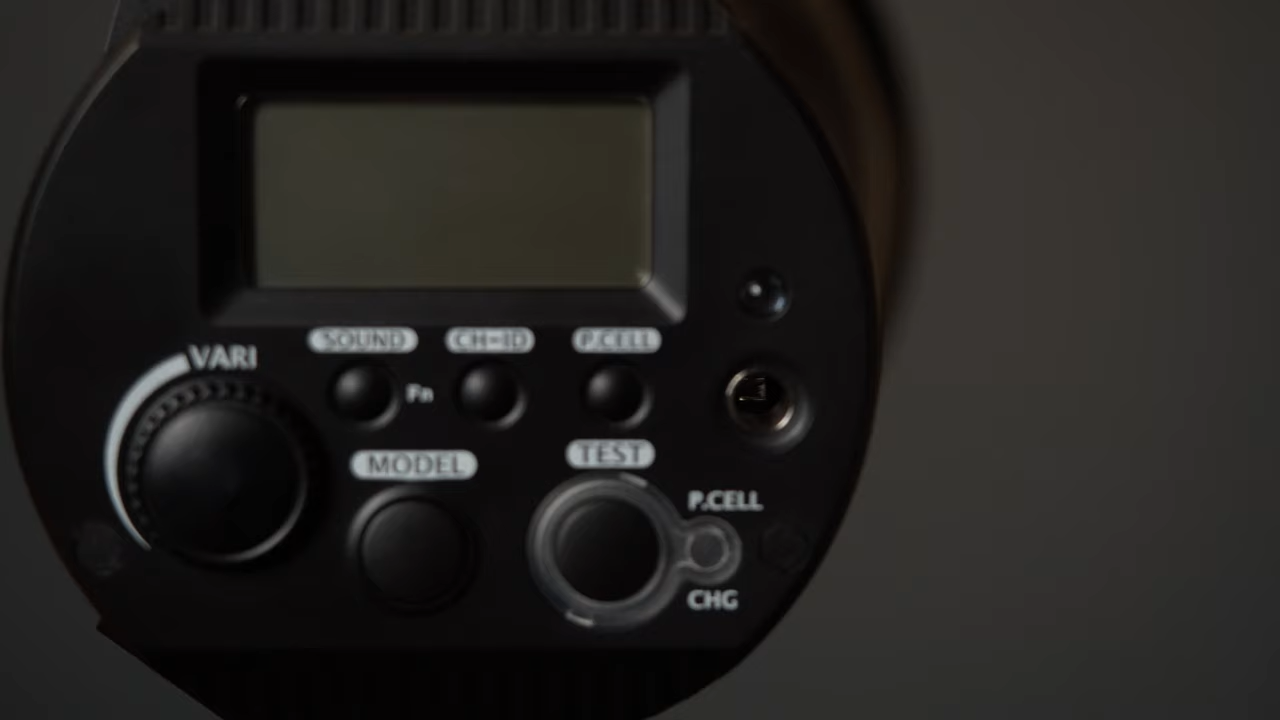 SOUND CH-ID P.CELL
VARI
Fn
MODEL TEST
P.CELL
CHG